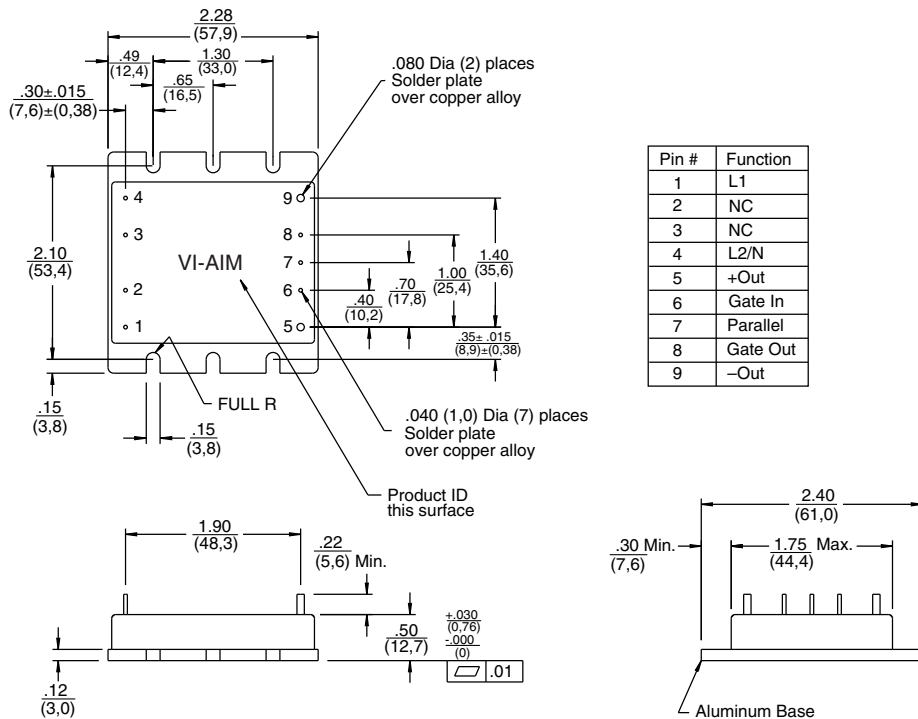 2.28
(57,9)
.49
(12,4)
1.30
(33,0)
.65
(16,5)
.30±.015
(7,6)±(0,38)
.080 Dia (2) places
Solder plate
over copper alloy
2.10
(53,4)
4
3
2
1
VI-AIM
9
8
7
6
5
.40
(10,2)
.70
(17,8)
1.00
(25,4)
1.40
(35,6)
.35± .015
(8,9)±(0,38)
.15
(3,8)
.15
(3,8)
FULL R
.040 (1,0) Dia (7) places
Solder plate
over copper alloy
Product ID
this surface
Pin # Function
1 L1
2 NC
3 NC
4 L2/N
5 +Out
6 Gate In
7 Parallel
8 Gate Out
9 –Out
1.90
(48,3)
.22
(5,6) Min.
.50
(12,7)
+.030
(0,76)
-.000
(0)
.01
.12
(3,0)
2.40
(61,0)
.30 Min.
(7,6)
1.75 Max.
(44,4)
Aluminum Base